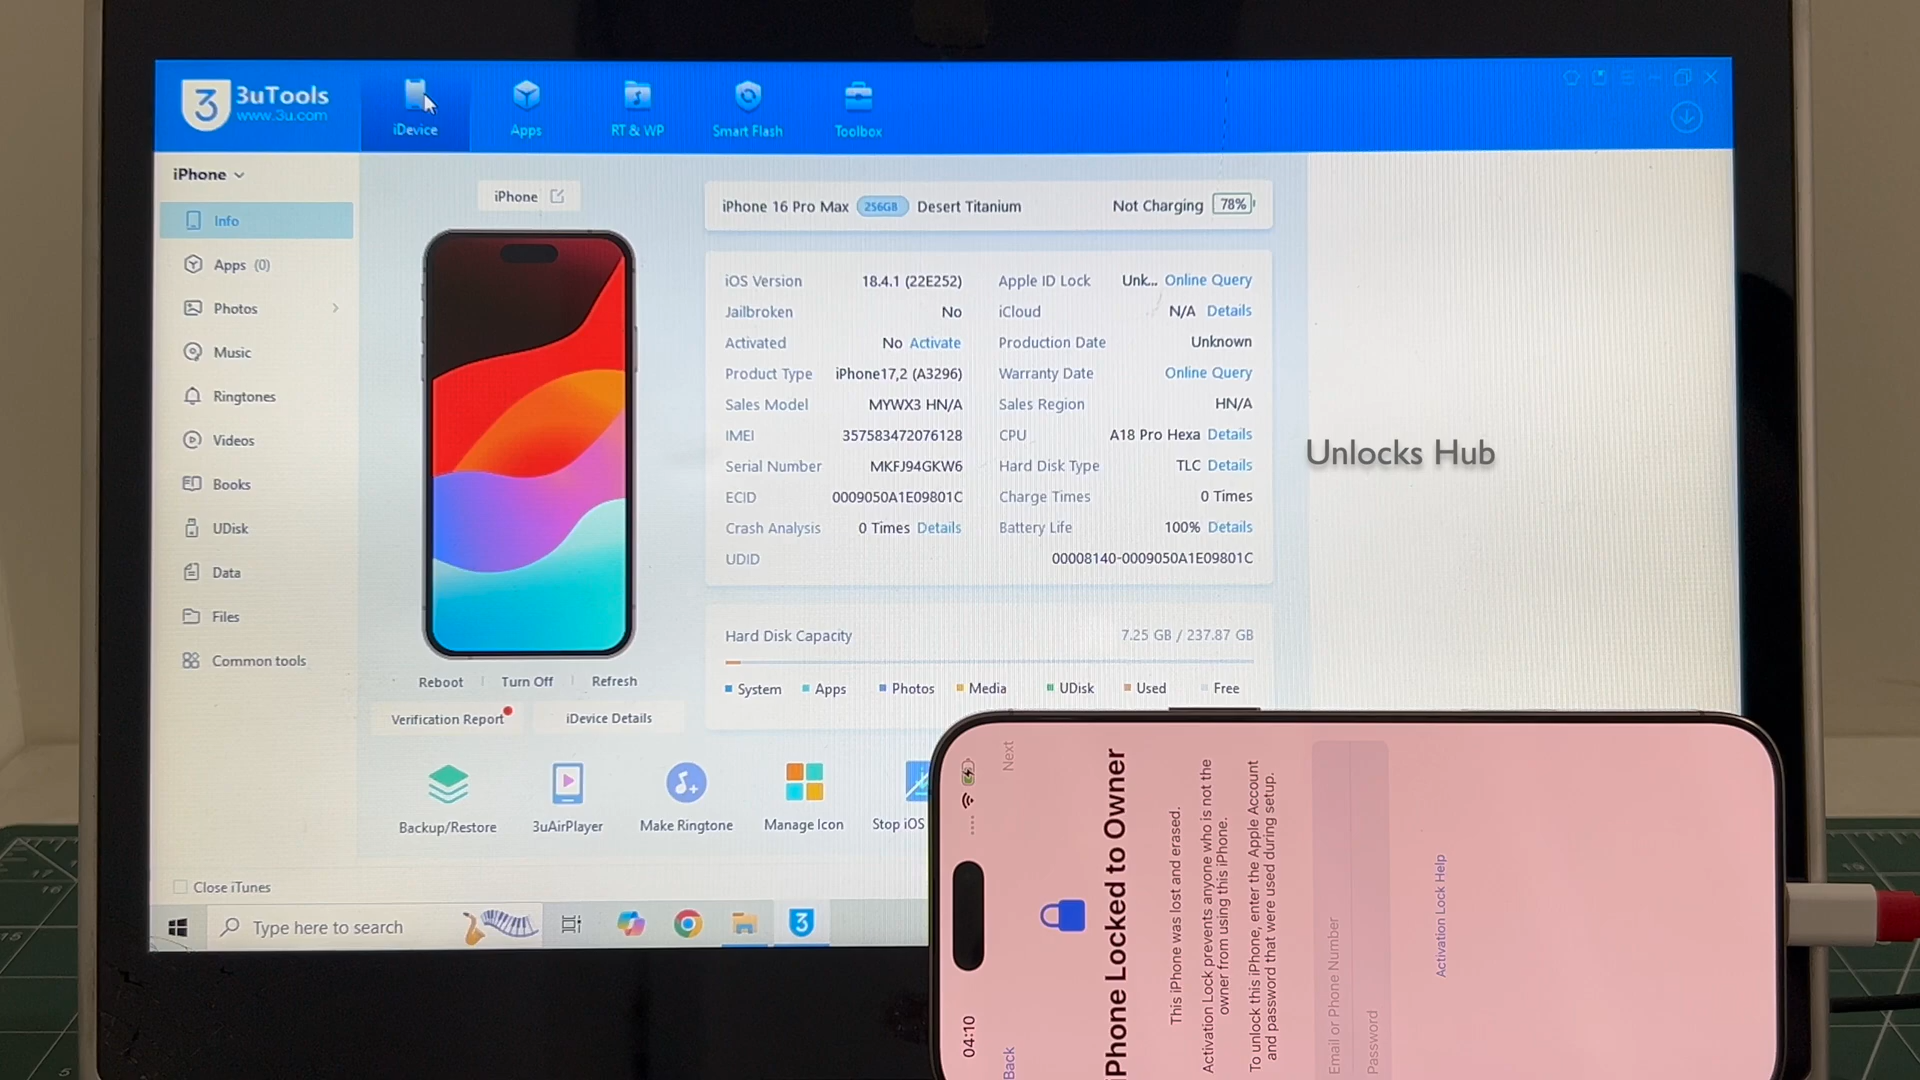 3 3uTools
www.3u.com
iDevice
Apps
RT & WP
Smart Flash
Toolbox
iPhone
Info
Apps (0)
Photos
Music
Ringtones
Videos
Books
UDisk
Data
Files
Common tools
Close iTunes
iPhone
Reboot
Turn Off
Refresh
Verification Report
iDevice Details
iPhone 16 Pro Max 256GB Desert Titanium Not Charging 78%
iOS Version 18.4.1 (22E252) Apple ID Lock Unk... Online Query
Jailbroken No iCloud N/A Details
Activated No Activate Production Date Unknown
Product Type iPhone17,2 (A3296) Warranty Date Online Query
Sales Model MYWX3 HN/A Sales Region HN/A
IMEI 357583472076128 CPU A18 Pro Hexa Details
Serial Number MKFJ94GKW6 Hard Disk Type TLC Details
ECID 0009050A1E09801C Charge Times 0 Times
Crash Analysis 0 Times Details Battery Life 100% Details
UDID 00008140-0009050A1E09801C
Hard Disk Capacity 7.25 GB / 237.87 GB
System Apps Photos Media UDisk Used Free
Backup/Restore
3uAirPlayer
Make Ringtone
Manage Icon
Stop iOS
Type here to search
3
Unlocks Hub
04:10
Back
Next
iPhone Locked to Owner
This iPhone was lost and erased.
Activation Lock prevents anyone who is not the
owner from using this iPhone.
To unlock this iPhone, enter the Apple Account
and password that were used during setup.
Email or Phone Number
Password
Activation Lock Help
16
15
5